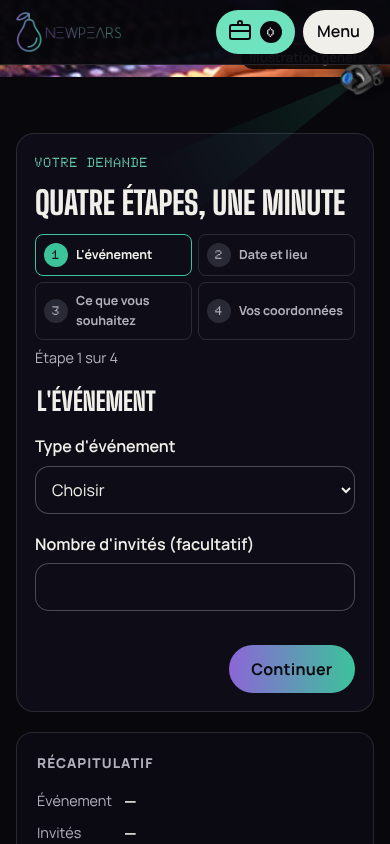 NEWPEARS
0
Menu
VOTRE DEMANDE
QUATRE ÉTAPES, UNE MINUTE
1 L'événement
2 Date et lieu
3 Ce que vous souhaitez
4 Vos coordonnées
Étape 1 sur 4
L'ÉVÉNEMENT
Type d'événement
Choisir
Nombre d'invités (facultatif)
Continuer
RÉCAPITULATIF
Événement —
Invités —